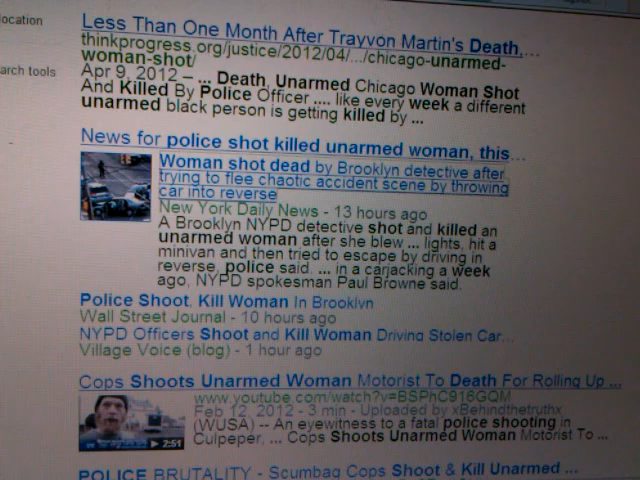 ocation
Less Than One Month After Trayvon Martin's Death,...
thinkprogress.org/justice/2012/04/.../chicago-unarmed-
woman-shot/
arch tools
Apr 9, 2012 – ... Death, Unarmed Chicago Woman Shot
And Killed By Police Officer .... like every week a different
unarmed black person is getting killed by ...
News for police shot killed unarmed woman, this...
Woman shot dead by Brooklyn detective after
trying to flee chaotic accident scene by throwing
car into reverse
New York Daily News - 13 hours ago
A Brooklyn NYPD detective shot and killed an
unarmed woman after she blew ... lights, hit a
minivan and then tried to escape by driving in
reverse, police said. ... in a carjacking a week
ago, NYPD spokesman Paul Browne said.
Police Shoot, Kill Woman In Brooklyn
Wall Street Journal - 10 hours ago
NYPD Officers Shoot and Kill Woman Driving Stolen Car...
Village Voice (blog) - 1 hour ago
Cops Shoots Unarmed Woman Motorist To Death For Rolling Up ...
www.youtube.com/watch?v=BSPhC916GQM
Feb 12, 2012 - 3 min - Uploaded by xBehindthetruthx
(WUSA) -- An eyewitness to a fatal police shooting in
Culpeper, ... Cops Shoots Unarmed Woman Motorist To ...
2:51
POLICE BRUTALITY - Scumbag Cops Shoot & Kill Unarmed ...